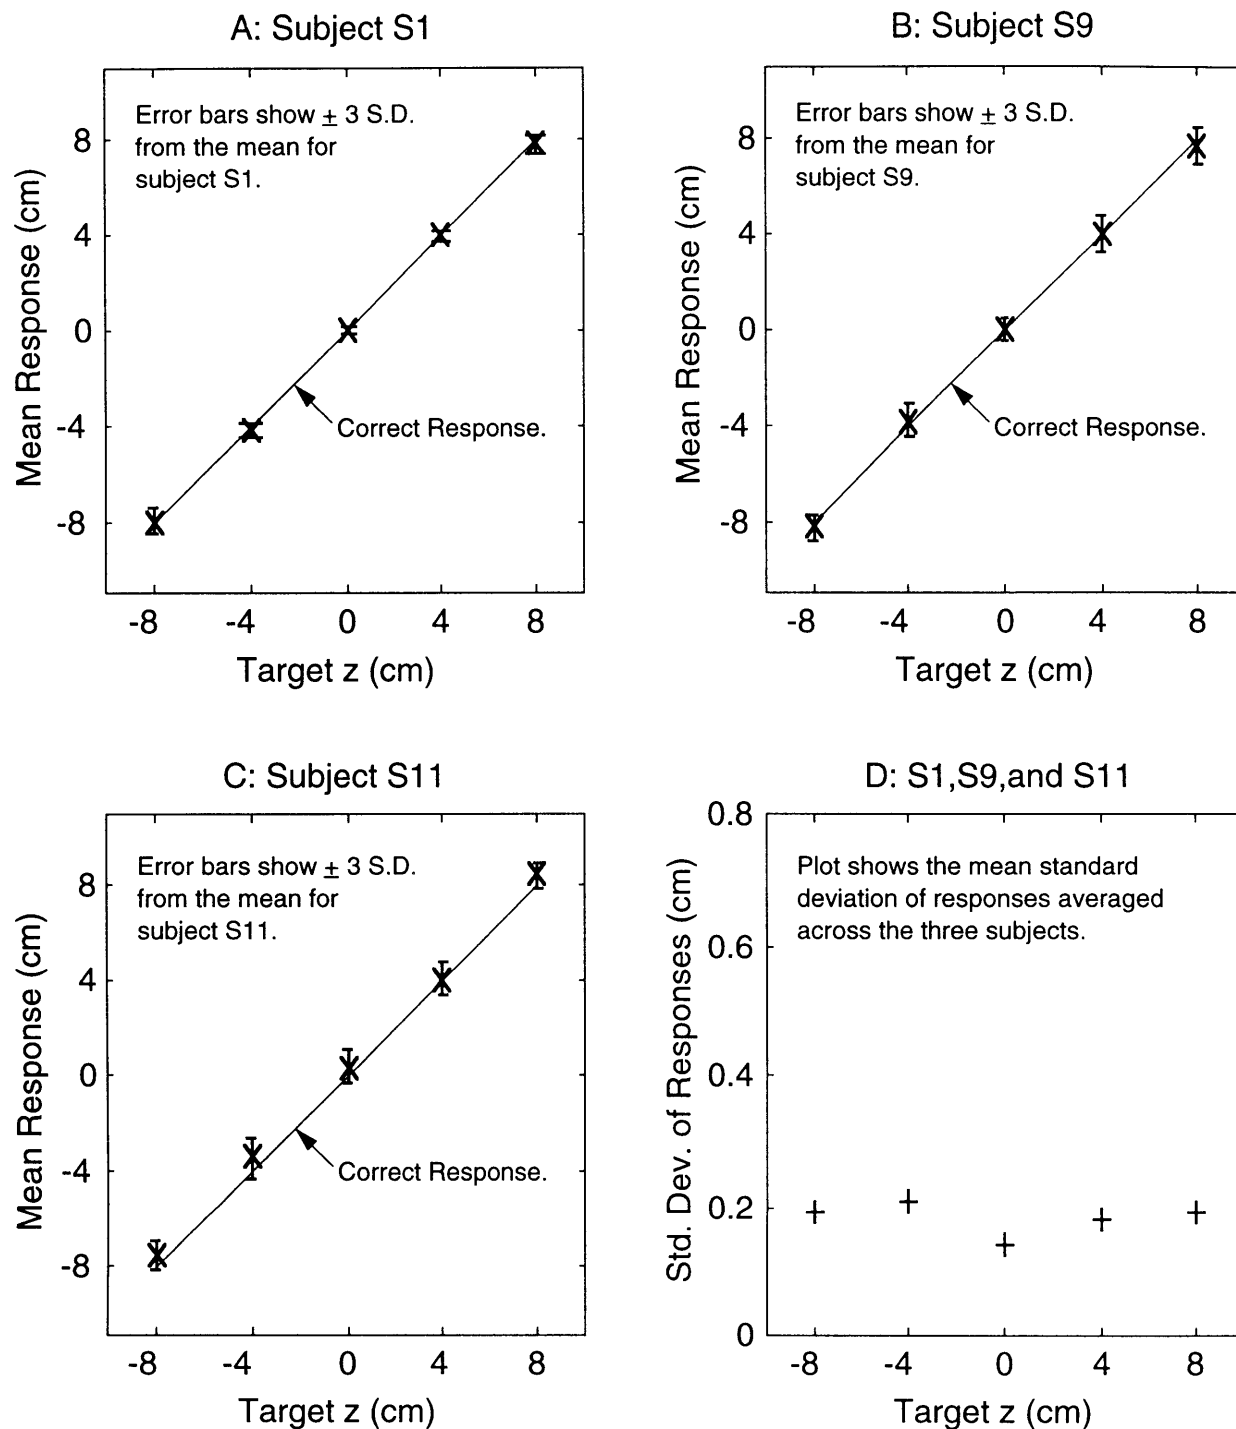 A: Subject S1
Error bars show ± 3 S.D.
from the mean for
subject S1.
Mean Response (cm)
8
4
0
-4
-8
Correct Response.
-8 -4 0 4 8
Target z (cm)
B: Subject S9
Error bars show ± 3 S.D.
from the mean for
subject S9.
Mean Response (cm)
8
4
0
-4
-8
Correct Response.
-8 -4 0 4 8
Target z (cm)
C: Subject S11
Error bars show ± 3 S.D.
from the mean for
subject S11.
Mean Response (cm)
8
4
0
-4
-8
Correct Response.
-8 -4 0 4 8
Target z (cm)
D: S1,S9,and S11
Plot shows the mean standard
deviation of responses averaged
across the three subjects.
Std. Dev. of Responses (cm)
0.8
0.6
0.4
0.2
0
-8 -4 0 4 8
Target z (cm)